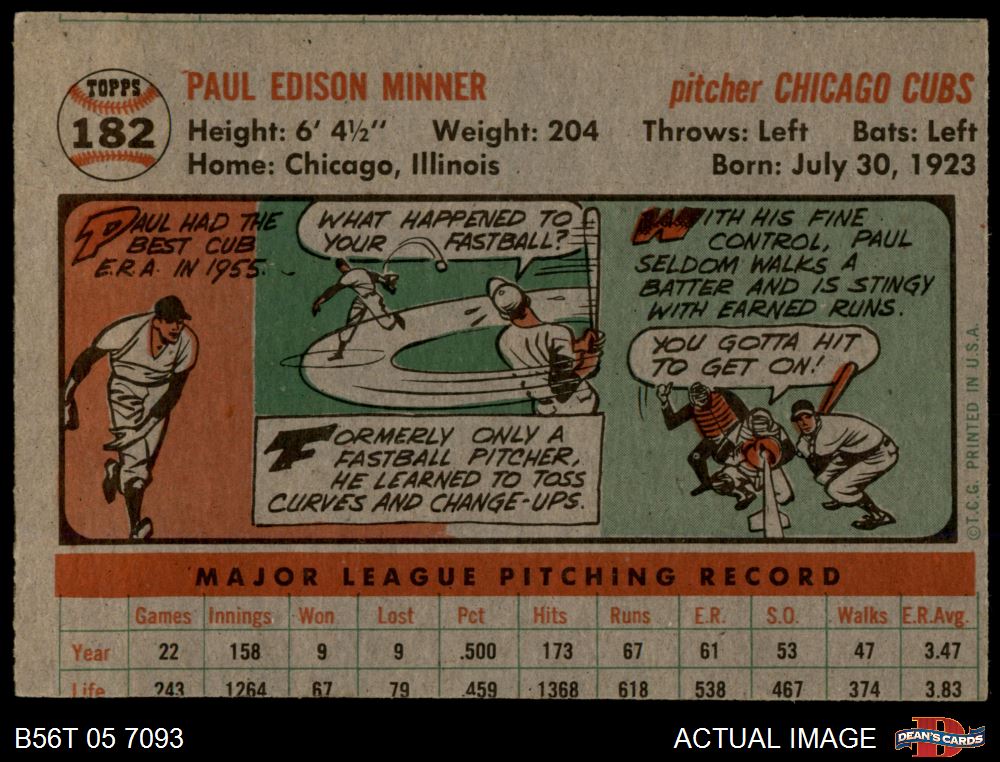 TOPPS
182
PAUL EDISON MINNER
pitcher CHICAGO CUBS
Height: 6' 4½" Weight: 204 Throws: Left Bats: Left
Home: Chicago, Illinois Born: July 30, 1923
PAUL HAD THE
BEST CUB
E.R.A. IN 1955.
WHAT HAPPENED TO
YOUR FASTBALL?
FORMERLY ONLY A
FASTBALL PITCHER,
HE LEARNED TO TOSS
CURVES AND CHANGE-UPS.
WITH HIS FINE
CONTROL, PAUL
SELDOM WALKS A
BATTER AND IS STINGY
WITH EARNED RUNS.
YOU GOTTA HIT
TO GET ON!
©T.C.G. PRINTED IN U.S.A.
MAJOR LEAGUE PITCHING RECORD
Games Innings Won Lost Pct Hits Runs E.R. S.O. Walks E.R.Avg.
Year 22 158 9 9 .500 173 67 61 53 47 3.47
Life 243 1264 67 79 .459 1368 618 538 467 374 3.83
B56T 05 7093
ACTUAL IMAGE
D
DEAN'S CARDS